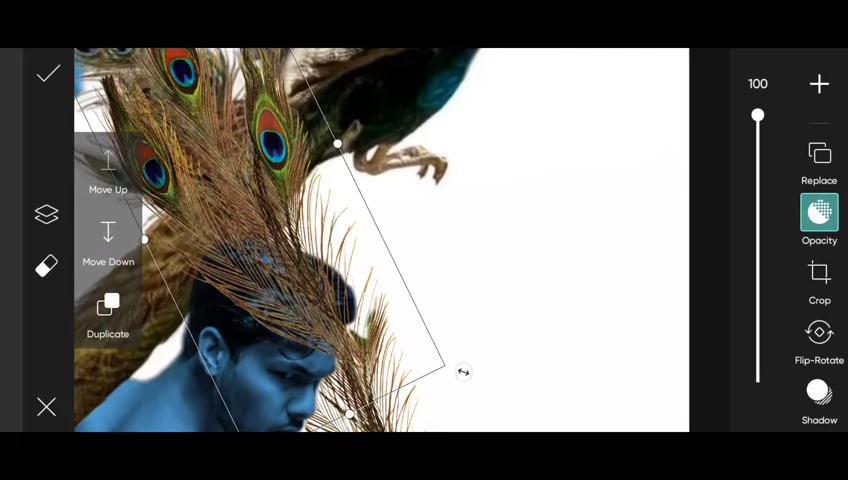 Move Up
Move Down
Duplicate
100
Replace
Opacity
Crop
Flip-Rotate
Shadow